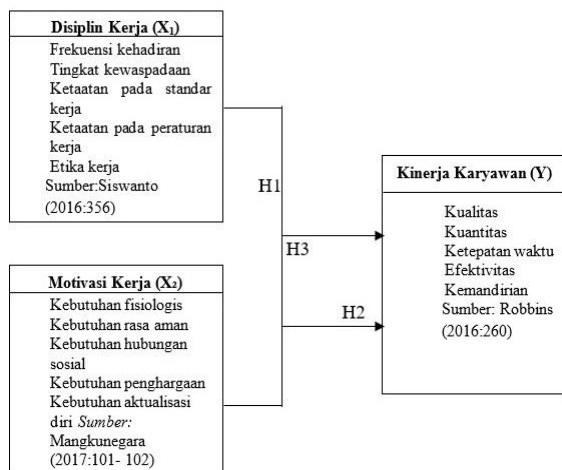 Disiplin Kerja (X₁)
Frekuensi kehadiran
Tingkat kewaspadaan
Ketaatan pada standar
kerja
Ketaatan pada peraturan
kerja
Etika kerja
Sumber:Siswanto
(2016:356)
H1
H3
H2
Motivasi Kerja (X₂)
Kebutuhan fisiologis
Kebutuhan rasa aman
Kebutuhan hubungan
sosial
Kebutuhan penghargaan
Kebutuhan aktualisasi
diri Sumber:
Mangkunegara
(2017:101- 102)
Kinerja Karyawan (Y)
Kualitas
Kuantitas
Ketepatan waktu
Efektivitas
Kemandirian
Sumber: Robbins
(2016:260)